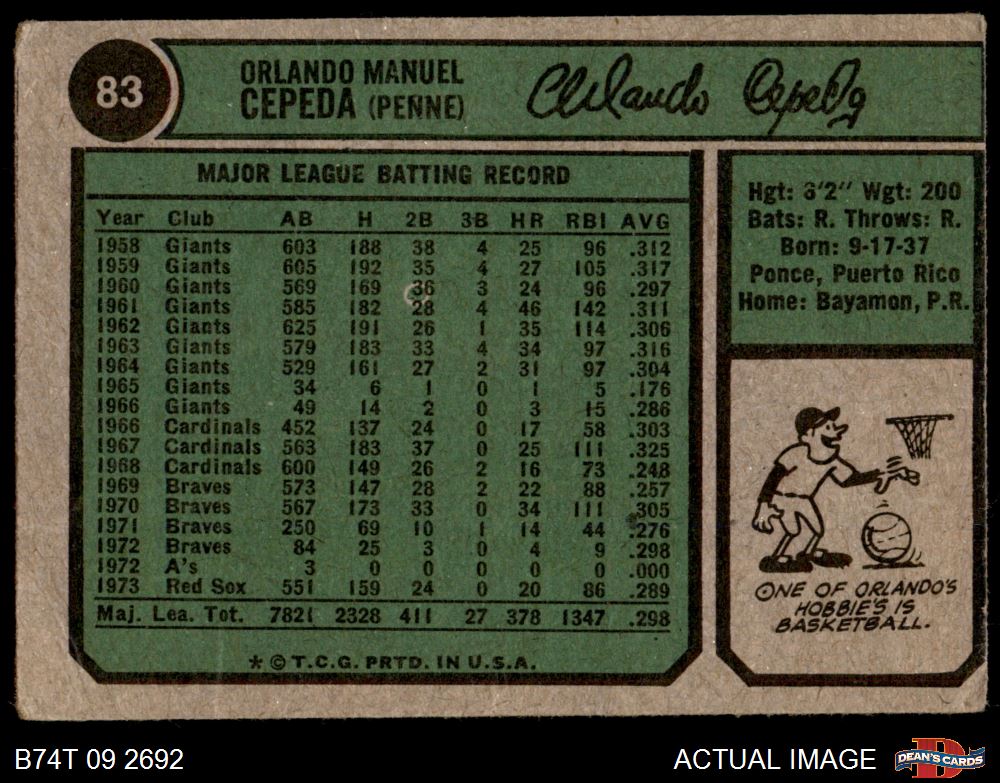 83
ORLANDO MANUEL
CEPEDA (PENNE)
Orlando Cepeda
MAJOR LEAGUE BATTING RECORD
Year Club AB H 2B 3B HR RBI AVG
1958 Giants 603 188 38 4 25 96 .312
1959 Giants 605 192 35 4 27 105 .317
1960 Giants 569 169 36 3 24 96 .297
1961 Giants 585 182 28 4 46 142 .311
1962 Giants 625 191 26 1 35 114 .306
1963 Giants 579 183 33 4 34 97 .316
1964 Giants 529 161 27 2 31 97 .304
1965 Giants 34 6 1 0 1 5 .176
1966 Giants 49 14 2 0 3 15 .286
1966 Cardinals 452 137 24 0 17 58 .303
1967 Cardinals 563 183 37 0 25 111 .325
1968 Cardinals 600 149 26 2 16 73 .248
1969 Braves 573 147 28 2 22 88 .257
1970 Braves 567 173 33 0 34 111 .305
1971 Braves 250 69 10 1 14 44 .276
1972 Braves 84 25 3 0 4 9 .298
1972 A's 3 0 0 0 0 0 .000
1973 Red Sox 551 159 24 0 20 86 .289
Maj. Lea. Tot. 7821 2328 411 27 378 1347 .298
* © T.C.G. PRTD. IN U.S.A.
Hgt: 6'2" Wgt: 200
Bats: R. Throws: R.
Born: 9-17-37
Ponce, Puerto Rico
Home: Bayamon, P.R.
ONE OF ORLANDO'S
HOBBIE'S IS
BASKETBALL.
B74T 09 2692
ACTUAL IMAGE
D
DEAN'S CARDS